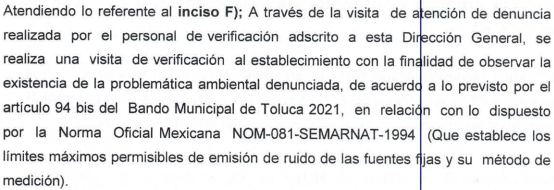 Atendiendo lo referente al inciso F); A través de la visita de atención de denuncia
realizada por el personal de verificación adscrito a esta Dirección General, se
realiza una visita de verificación al establecimiento con la finalidad de observar la
existencia de la problemática ambiental denunciada, de acuerdo a lo previsto por el
artículo 94 bis del Bando Municipal de Toluca 2021, en relación con lo dispuesto
por la Norma Oficial Mexicana NOM-081-SEMARNAT-1994 (Que establece los
límites máximos permisibles de emisión de ruido de las fuentes fijas y su método de
medición).